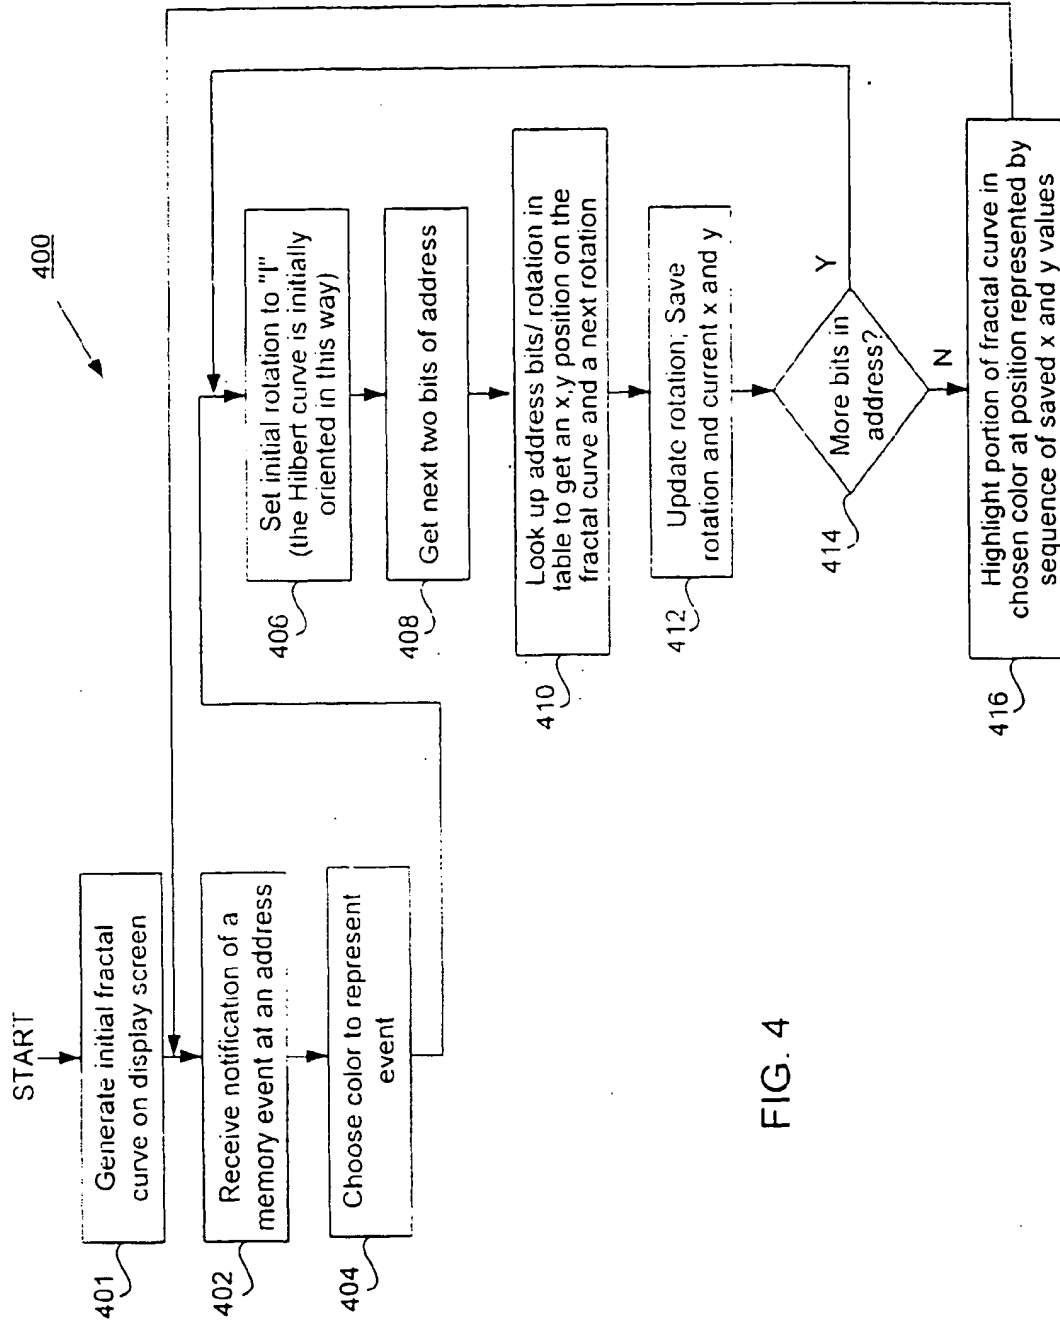 400
START
Generate initial fractal
curve on display screen
401
Receive notification of a
memory event at an address
402
Choose color to represent
event
404
Set initial rotation to "I"
(the Hilbert curve is initially
oriented in this way)
406
Get next two bits of address
408
Look up address bits/ rotation in
table to get an x,y position on the
fractal curve and a next rotation
410
Update rotation, Save
rotation and current x and y
412
More bits in
address?
414
Y
N
Highlight portion of fractal curve in
chosen color at position represented by
sequence of saved x and y values
416
FIG. 4